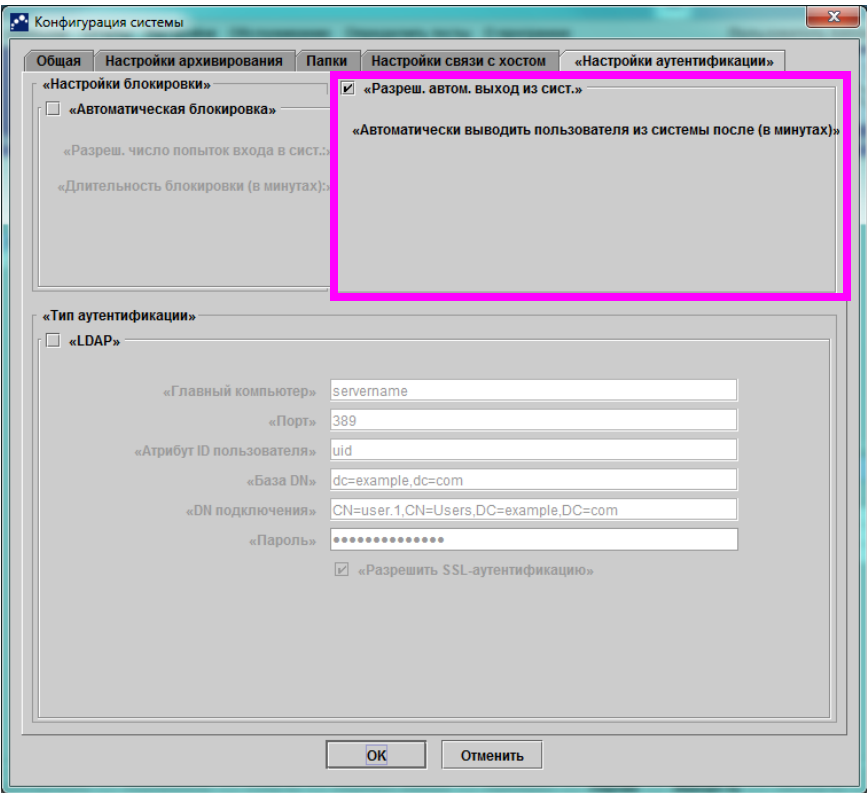 Конфигурация системы
Общая
Настройки архивирования
Папки
Настройки связи с хостом
«Настройки аутентификации»
«Настройки блокировки»
«Автоматическая блокировка»
«Разреш. число попыток входа в сист.:»
«Длительность блокировки (в минутах):»
«Разреш. автом. выход из сист.»
«Автоматически выводить пользователя из системы после (в минутах)»
«Тип аутентификации»
«LDAP»
«Главный компьютер» servername
«Порт» 389
«Атрибут ID пользователя» uid
«База DN» dc=example,dc=com
«DN подключения» CN=user.1,CN=Users,DC=example,DC=com
«Пароль» ••••••••••••••
«Разрешить SSL-аутентификацию»
OK
Отменить